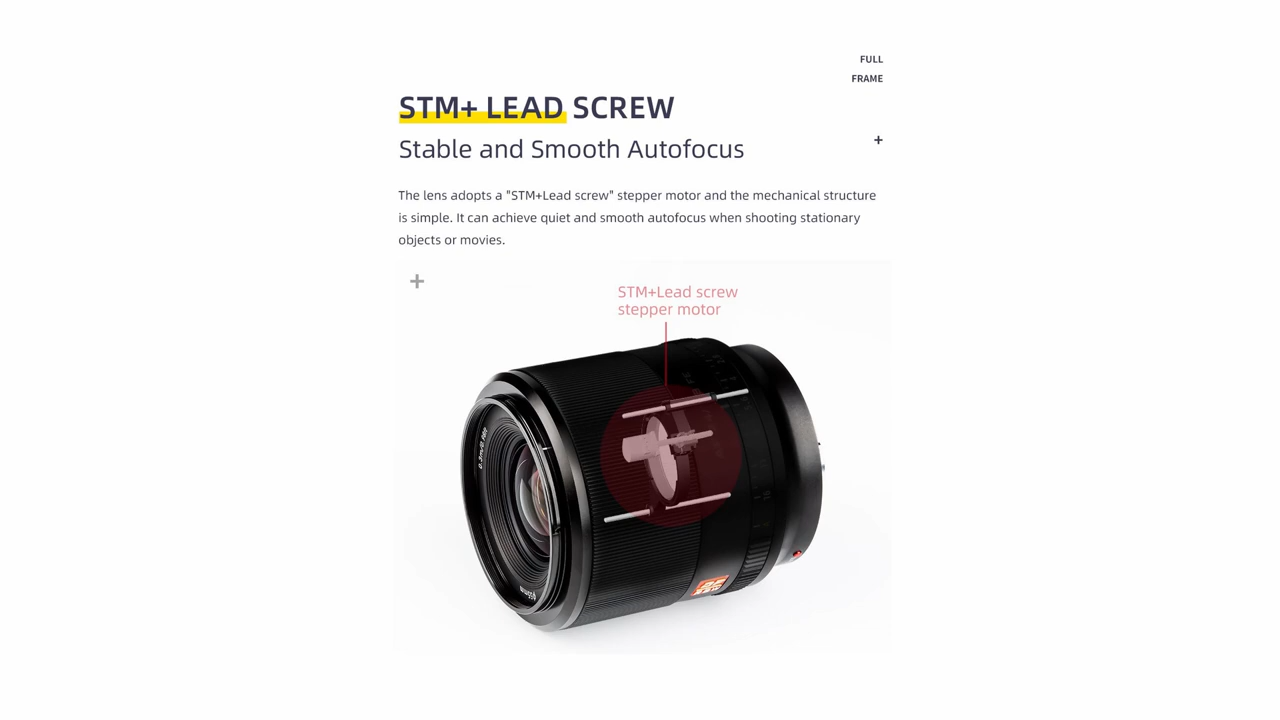 FULL
FRAME
STM+ LEAD SCREW
Stable and Smooth Autofocus
+
The lens adopts a "STM+Lead screw" stepper motor and the mechanical structure
is simple. It can achieve quiet and smooth autofocus when shooting stationary
objects or movies.
+
STM+Lead screw
stepper motor